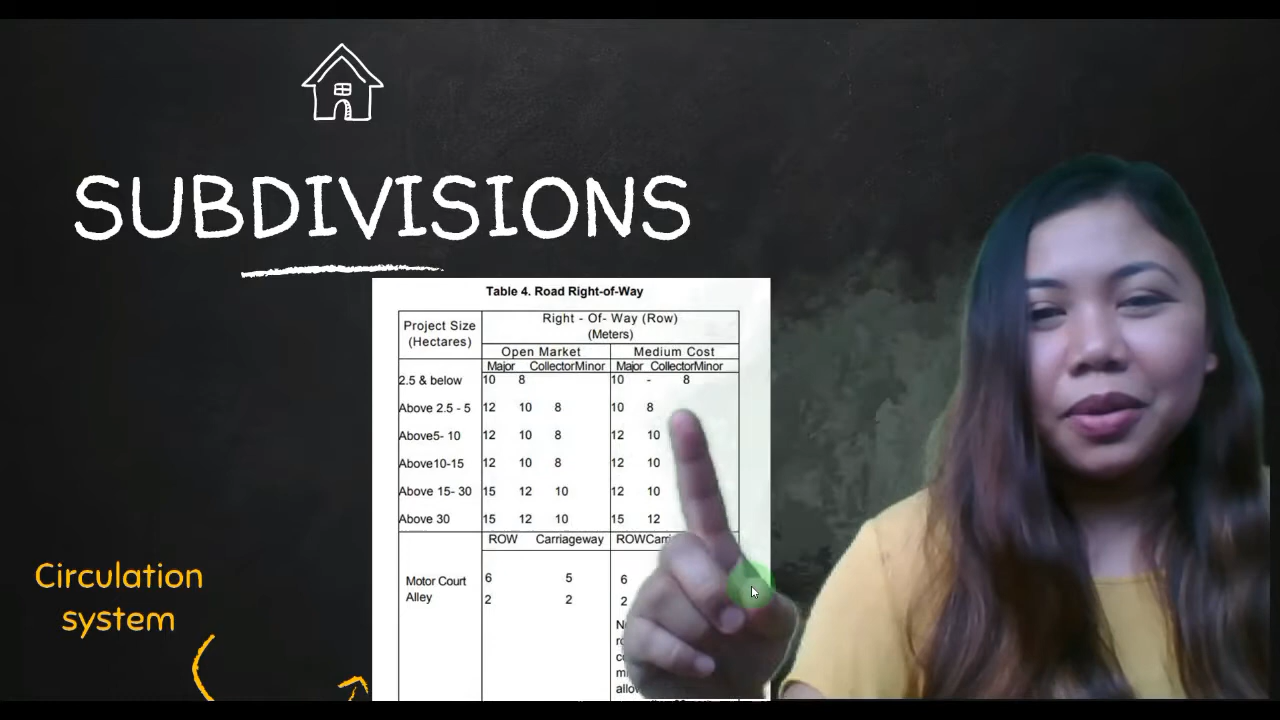 SUBDIVISIONS
Table 4. Road Right-of-Way
Project Size
(Hectares)
Right - Of- Way (Row)
(Meters)
Open Market Medium Cost
Major CollectorMinor Major CollectorMinor
2.5 & below 10 8 10 - 8
Above 2.5 - 5 12 10 8 10 8
Above5- 10 12 10 8 12 10
Above10-15 12 10 8 12 10
Above 15- 30 15 12 10 12 10
Above 30 15 12 10 15 12
ROW Carriageway ROW
Motor Court 6 5 6
Alley 2 2 2
Circulation
system